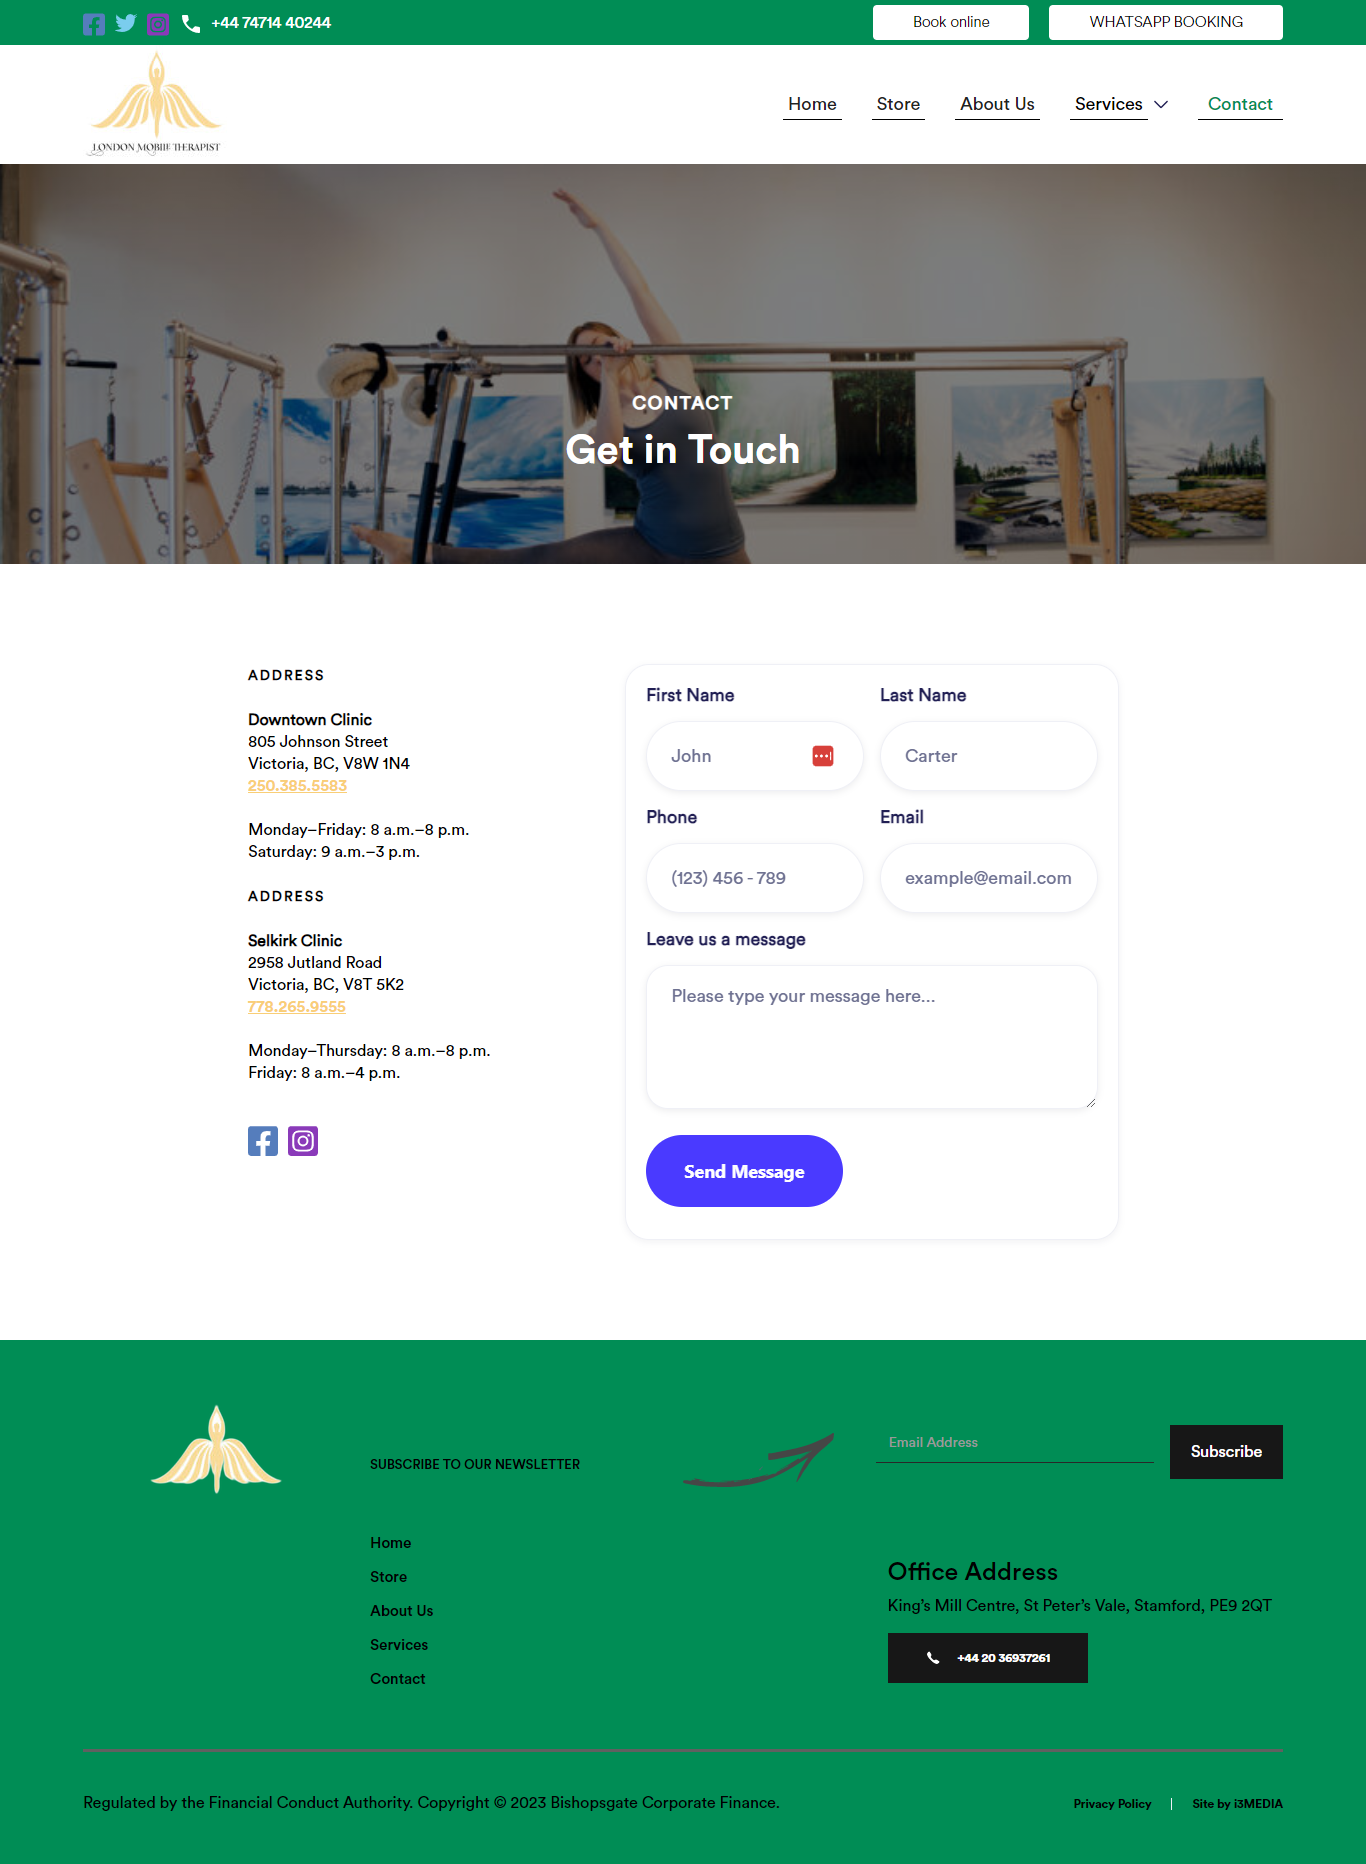 +44 74714 40244
Book online
WHATSAPP BOOKING
LONDON MOBILE THERAPIST
Home
Store
About Us
Services
Contact
CONTACT
Get in Touch
ADDRESS
Downtown Clinic
805 Johnson Street
Victoria, BC, V8W 1N4
250.385.5583
Monday–Friday: 8 a.m.–8 p.m.
Saturday: 9 a.m.–3 p.m.
ADDRESS
Selkirk Clinic
2958 Jutland Road
Victoria, BC, V8T 5K2
778.265.9555
Monday–Thursday: 8 a.m.–8 p.m.
Friday: 8 a.m.–4 p.m.
First Name
Last Name
John
Carter
Phone
Email
(123) 456 - 789
example@email.com
Leave us a message
Please type your message here...
Send Message
SUBSCRIBE TO OUR NEWSLETTER
Email Address
Subscribe
Home
Store
About Us
Services
Contact
Office Address
King's Mill Centre, St Peter's Vale, Stamford, PE9 2QT
+44 20 36937261
Regulated by the Financial Conduct Authority. Copyright © 2023 Bishopsgate Corporate Finance.
Privacy Policy
Site by i3MEDIA